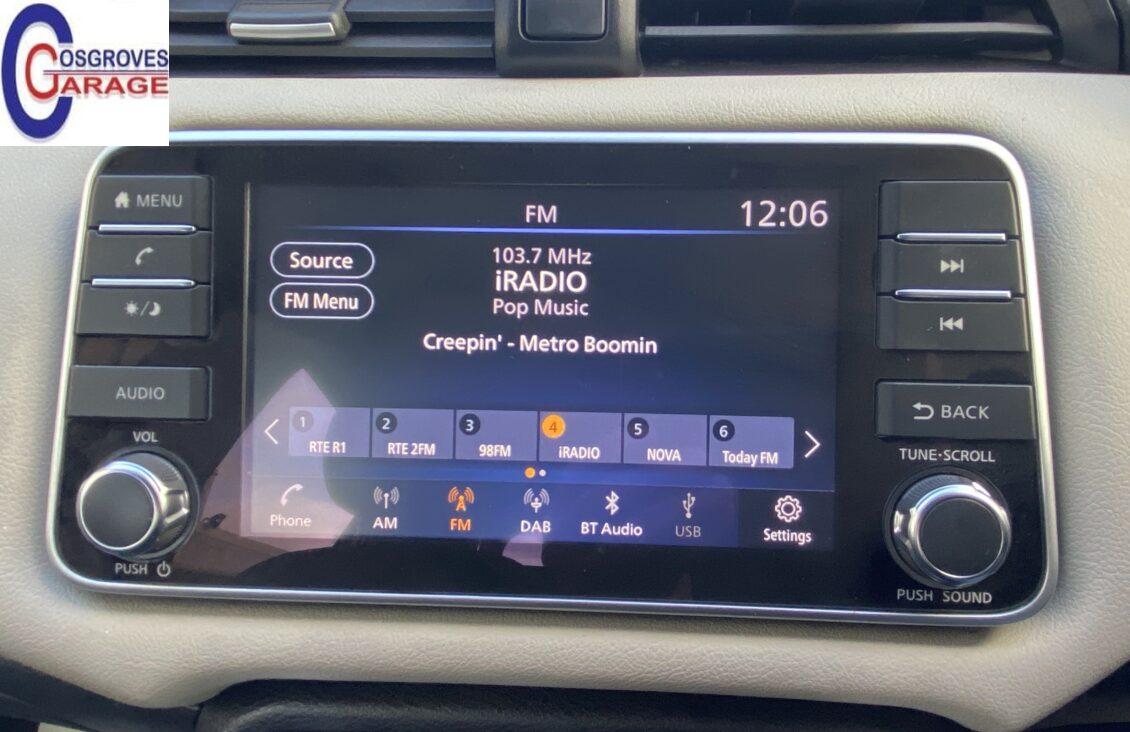 COSGROVES
GARAGE
MENU
AUDIO
VOL
PUSH
FM
12:06
Source
FM Menu
103.7 MHz
iRADIO
Pop Music
Creepin' - Metro Boomin
1 RTE R1
2 RTE 2FM
3 98FM
4 iRADIO
5 NOVA
6 Today FM
Phone
AM
FM
DAB
BT Audio
USB
Settings
BACK
TUNE·SCROLL
PUSH SOUND